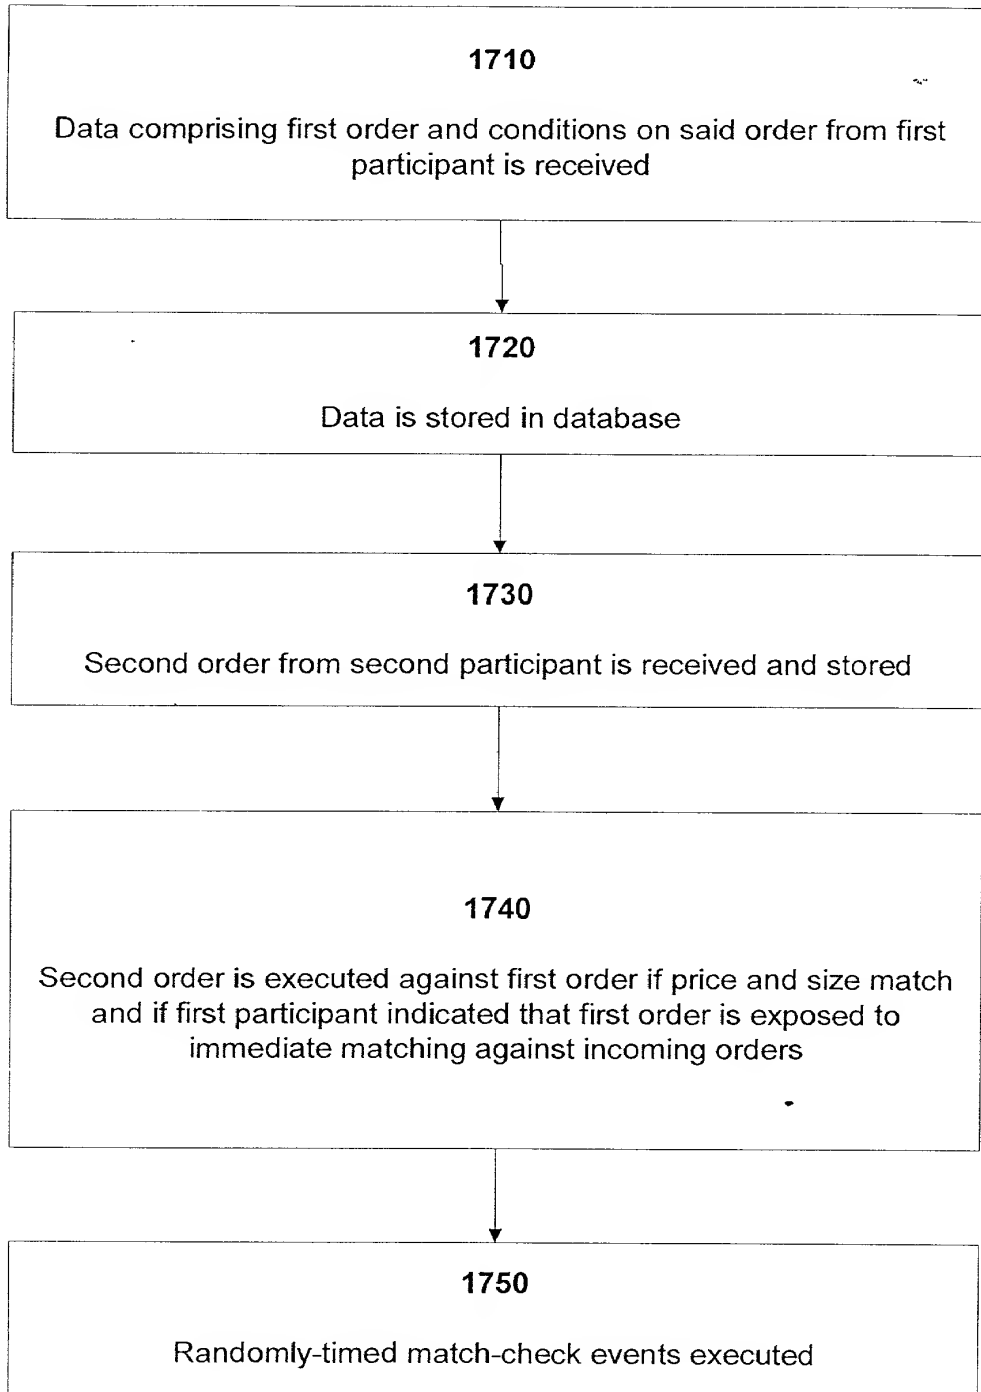 1710
Data comprising first order and conditions on said order from first
participant is received
1720
Data is stored in database
1730
Second order from second participant is received and stored
1740
Second order is executed against first order if price and size match
and if first participant indicated that first order is exposed to
immediate matching against incoming orders
1750
Randomly-timed match-check events executed